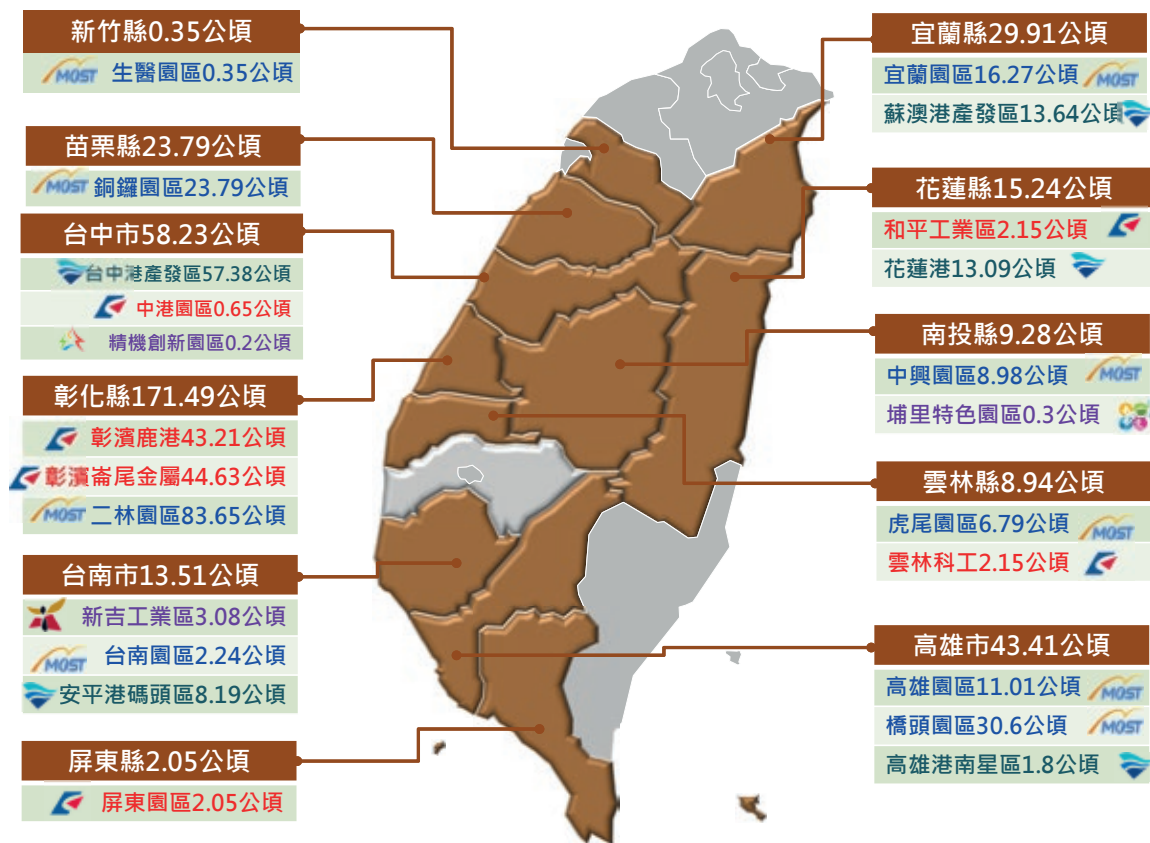 新竹縣0.35公頃
MOST 生醫園區0.35公頃
苗栗縣23.79公頃
MOST 銅鑼園區23.79公頃
台中市58.23公頃
台中港產發區57.38公頃
中港園區0.65公頃
精機創新園區0.2公頃
彰化縣171.49公頃
彰濱鹿港43.21公頃
彰濱崙尾金屬44.63公頃
MOST 二林園區83.65公頃
台南市13.51公頃
新吉工業區3.08公頃
MOST 台南園區2.24公頃
安平港碼頭區8.19公頃
屏東縣2.05公頃
屏東園區2.05公頃
宜蘭縣29.91公頃
宜蘭園區16.27公頃 MOST
蘇澳港產發區13.64公頃
花蓮縣15.24公頃
和平工業區2.15公頃
花蓮港13.09公頃
南投縣9.28公頃
中興園區8.98公頃 MOST
埔里特色園區0.3公頃
雲林縣8.94公頃
虎尾園區6.79公頃 MOST
雲林科工2.15公頃
高雄市43.41公頃
高雄園區11.01公頃 MOST
橋頭園區30.6公頃 MOST
高雄港南星區1.8公頃